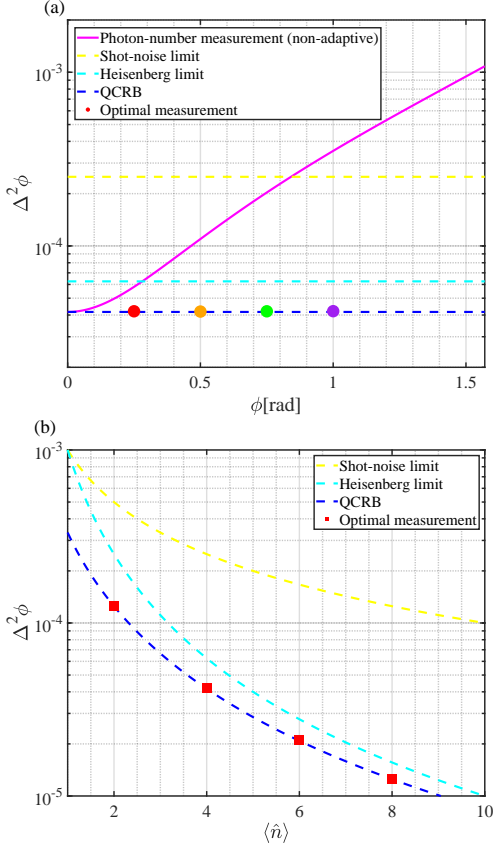 (a)
10^{-3}
Photon-number measurement (non-adaptive)
Shot-noise limit
Heisenberg limit
QCRB
Optimal measurement
Δ²ϕ
10^{-4}
0 0.5 1 1.5
ϕ[rad]
(b)
10^{-3}
Shot-noise limit
Heisenberg limit
QCRB
Optimal measurement
Δ²ϕ
10^{-4}
10^{-5}
2 4 6 8 10
⟨n̂⟩